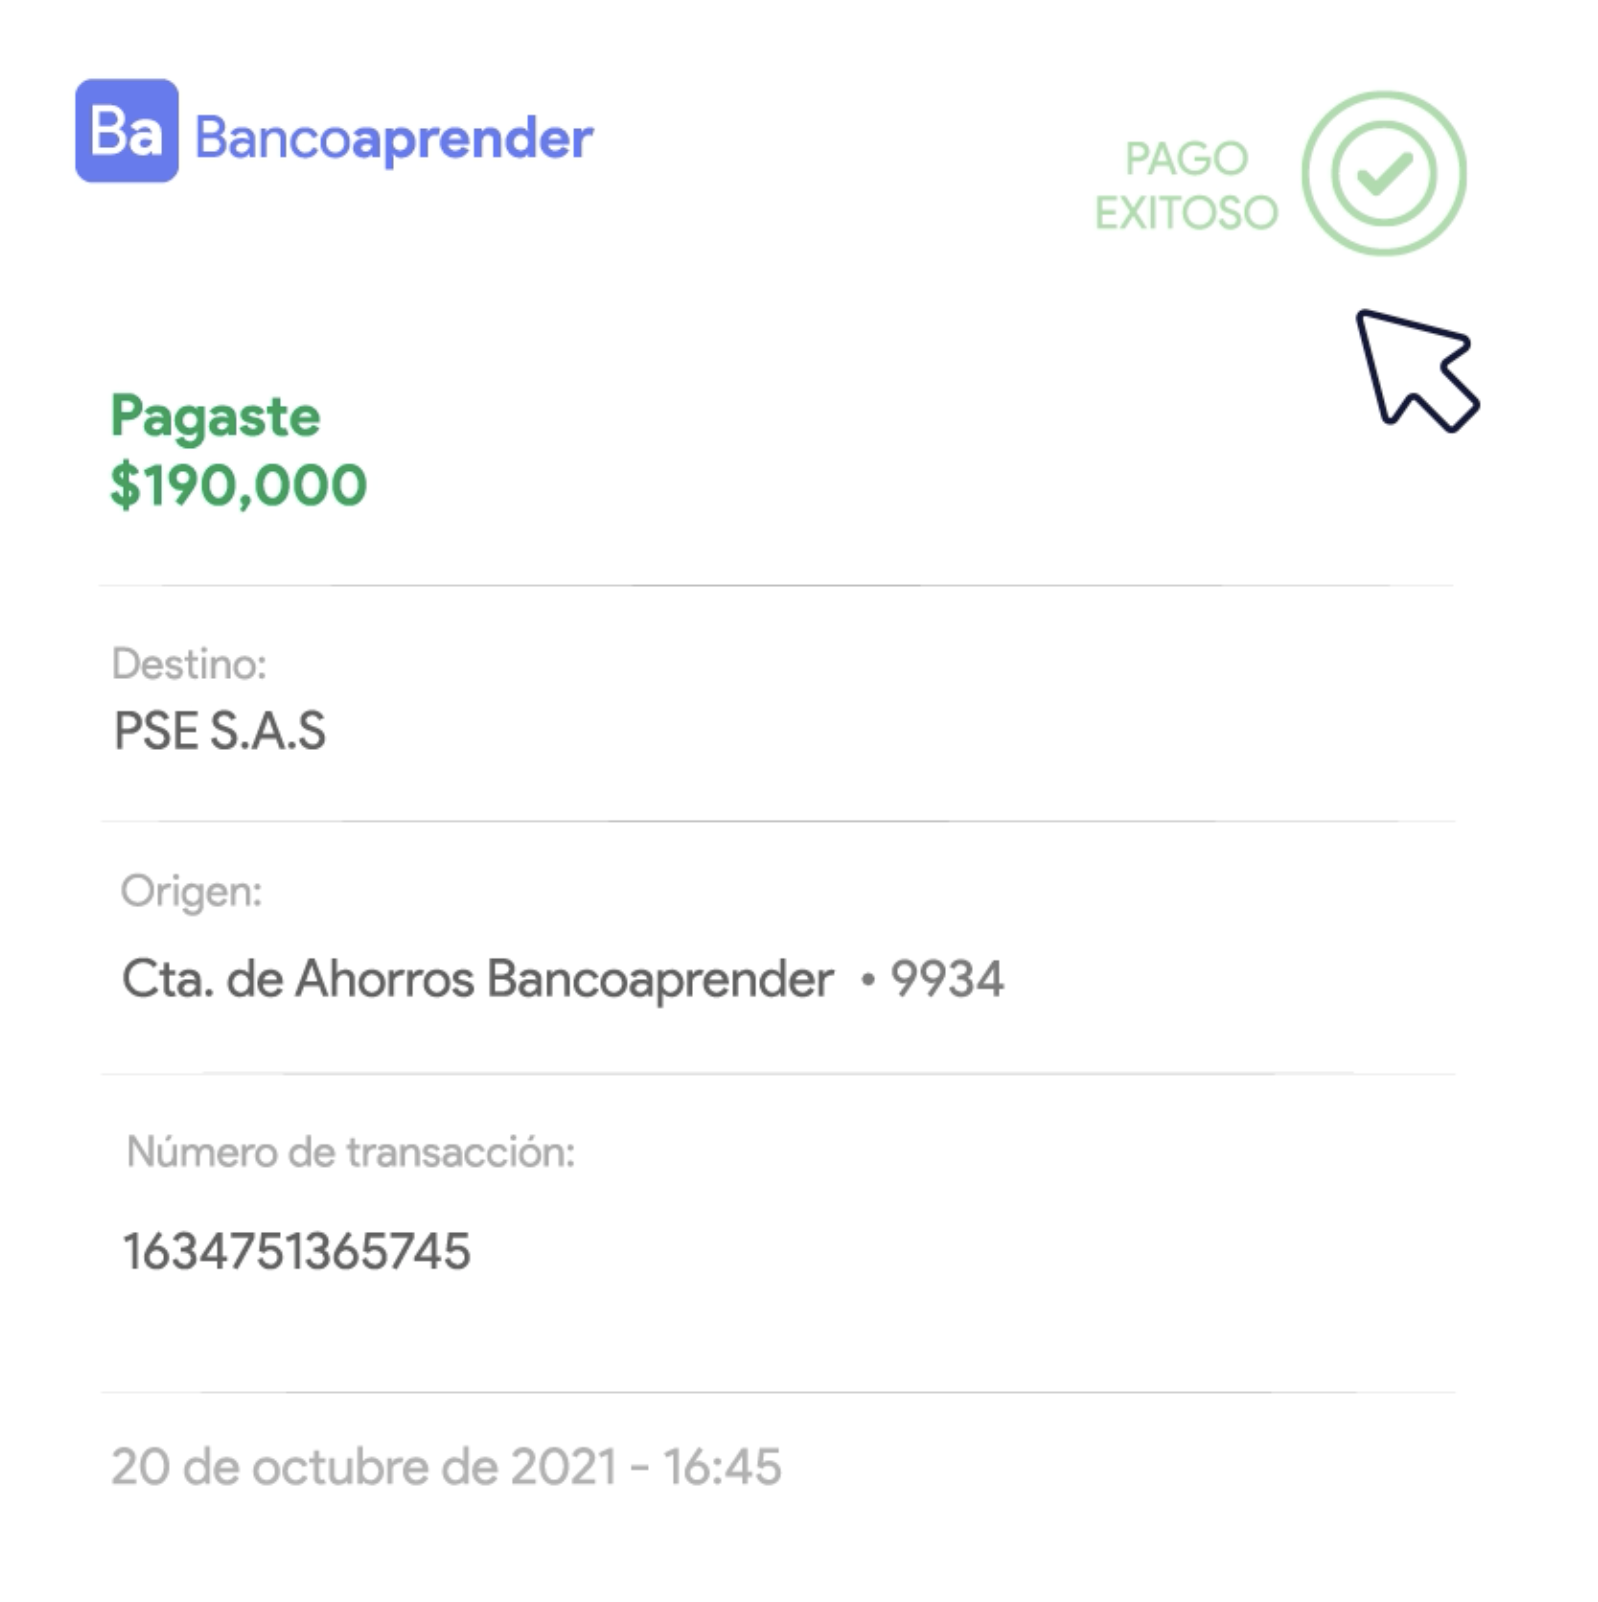 Ba Bancoaprender
PAGO
EXITOSO
Pagaste
$190,000
Destino:
PSE S.A.S
Origen:
Cta. de Ahorros Bancoaprender • 9934
Número de transacción:
1634751365745
20 de octubre de 2021 - 16:45